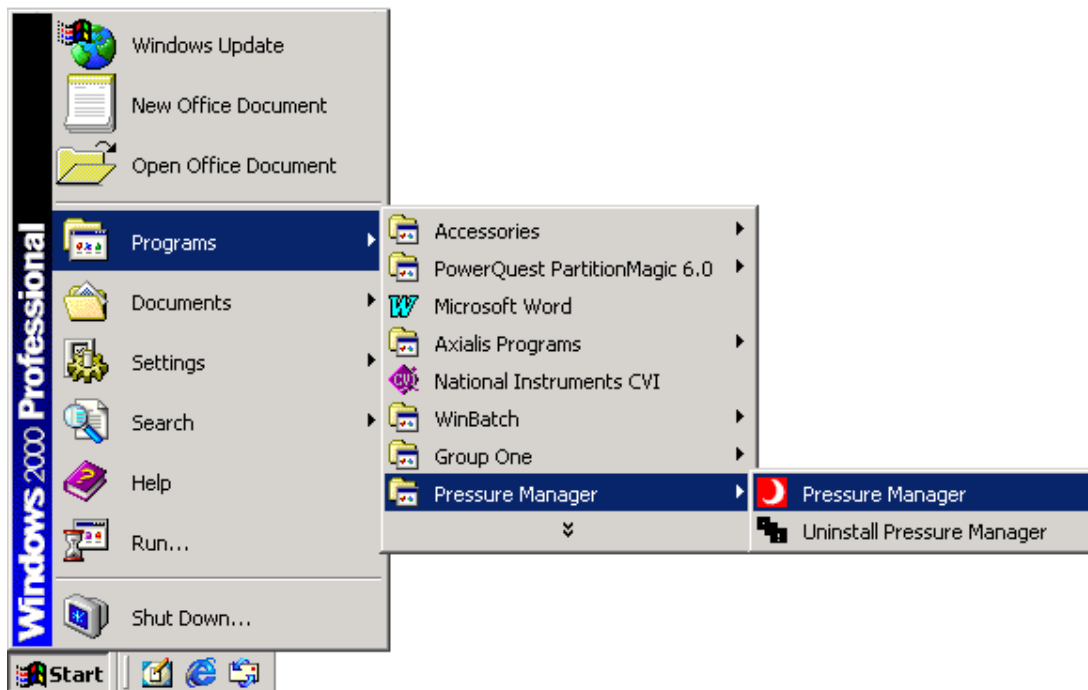 Windows Update
New Office Document
Open Office Document
Programs
Documents
Settings
Search
Help
Run...
Shut Down...
Windows 2000 Professional
Start
Accessories
PowerQuest PartitionMagic 6.0
Microsoft Word
Axialis Programs
National Instruments CVI
WinBatch
Group One
Pressure Manager
Pressure Manager
Uninstall Pressure Manager